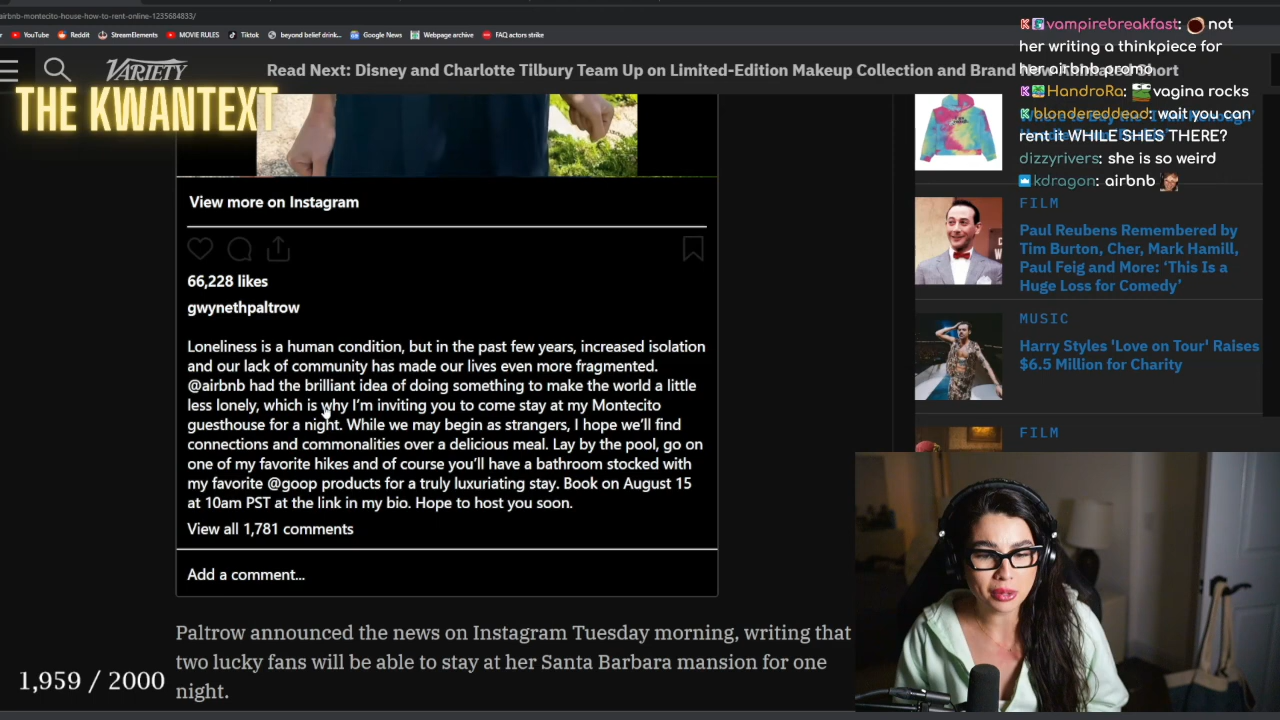 airbnb-montecito-house-how-to-rent-online-1235684833/
YouTube
Reddit
StreamElements
MOVIE RULES
Tiktok
beyond belief drink...
Google News
Webpage archive
FAQ actors strike
VARIETY
Read Next: Disney and Charlotte Tilbury Team Up on Limited-Edition Makeup Collection and Brand
Short
THE KWANTEXT
vampirebreakfast: not
her writing a thinkpiece for
her airbnb promo
HandroRa: vagina rocks
blondereddead: wait you can
rent it WHILE SHES THERE?
dizzyrivers: she is so weird
kdragon: airbnb
View more on Instagram
66,228 likes
gwynethpaltrow
Loneliness is a human condition, but in the past few years, increased isolation
and our lack of community has made our lives even more fragmented.
@airbnb had the brilliant idea of doing something to make the world a little
less lonely, which is why I’m inviting you to come stay at my Montecito
guesthouse for a night. While we may begin as strangers, I hope we’ll find
connections and commonalities over a delicious meal. Lay by the pool, go on
one of my favorite hikes and of course you’ll have a bathroom stocked with
my favorite @goop products for a truly luxuriating stay. Book on August 15
at 10am PST at the link in my bio. Hope to host you soon.
View all 1,781 comments
Add a comment...
Paltrow announced the news on Instagram Tuesday morning, writing that
two lucky fans will be able to stay at her Santa Barbara mansion for one
night.
1,959 / 2000
FILM
Paul Reubens Remembered by
Tim Burton, Cher, Mark Hamill,
Paul Feig and More: ‘This Is a
Huge Loss for Comedy’
MUSIC
Harry Styles 'Love on Tour' Raises
$6.5 Million for Charity
FILM